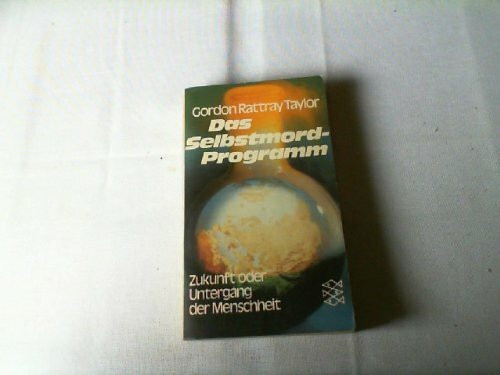 Gordon Rattray Taylor
Das
Selbstmord-
Programm
Zukunft oder
Untergang
der Menschheit